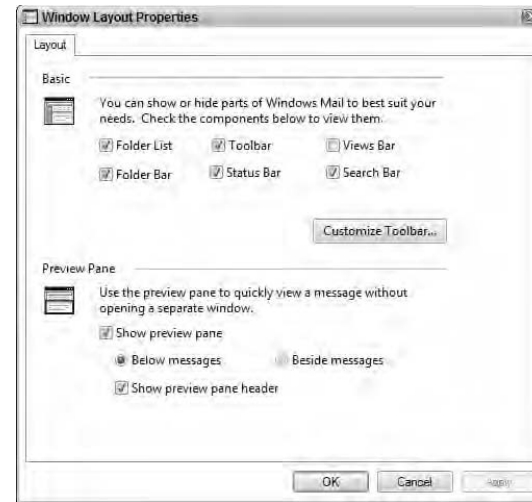 Window Layout Properties
Layout
Basic
You can show or hide parts of Windows Mail to best suit your
needs. Check the components below to view them.
Folder List Toolbar Views Bar
Folder Bar Status Bar Search Bar
Customize Toolbar...
Preview Pane
Use the preview pane to quickly view a message without
opening a separate window.
Show preview pane
Below messages Beside messages
Show preview pane header
OK Cancel Apply